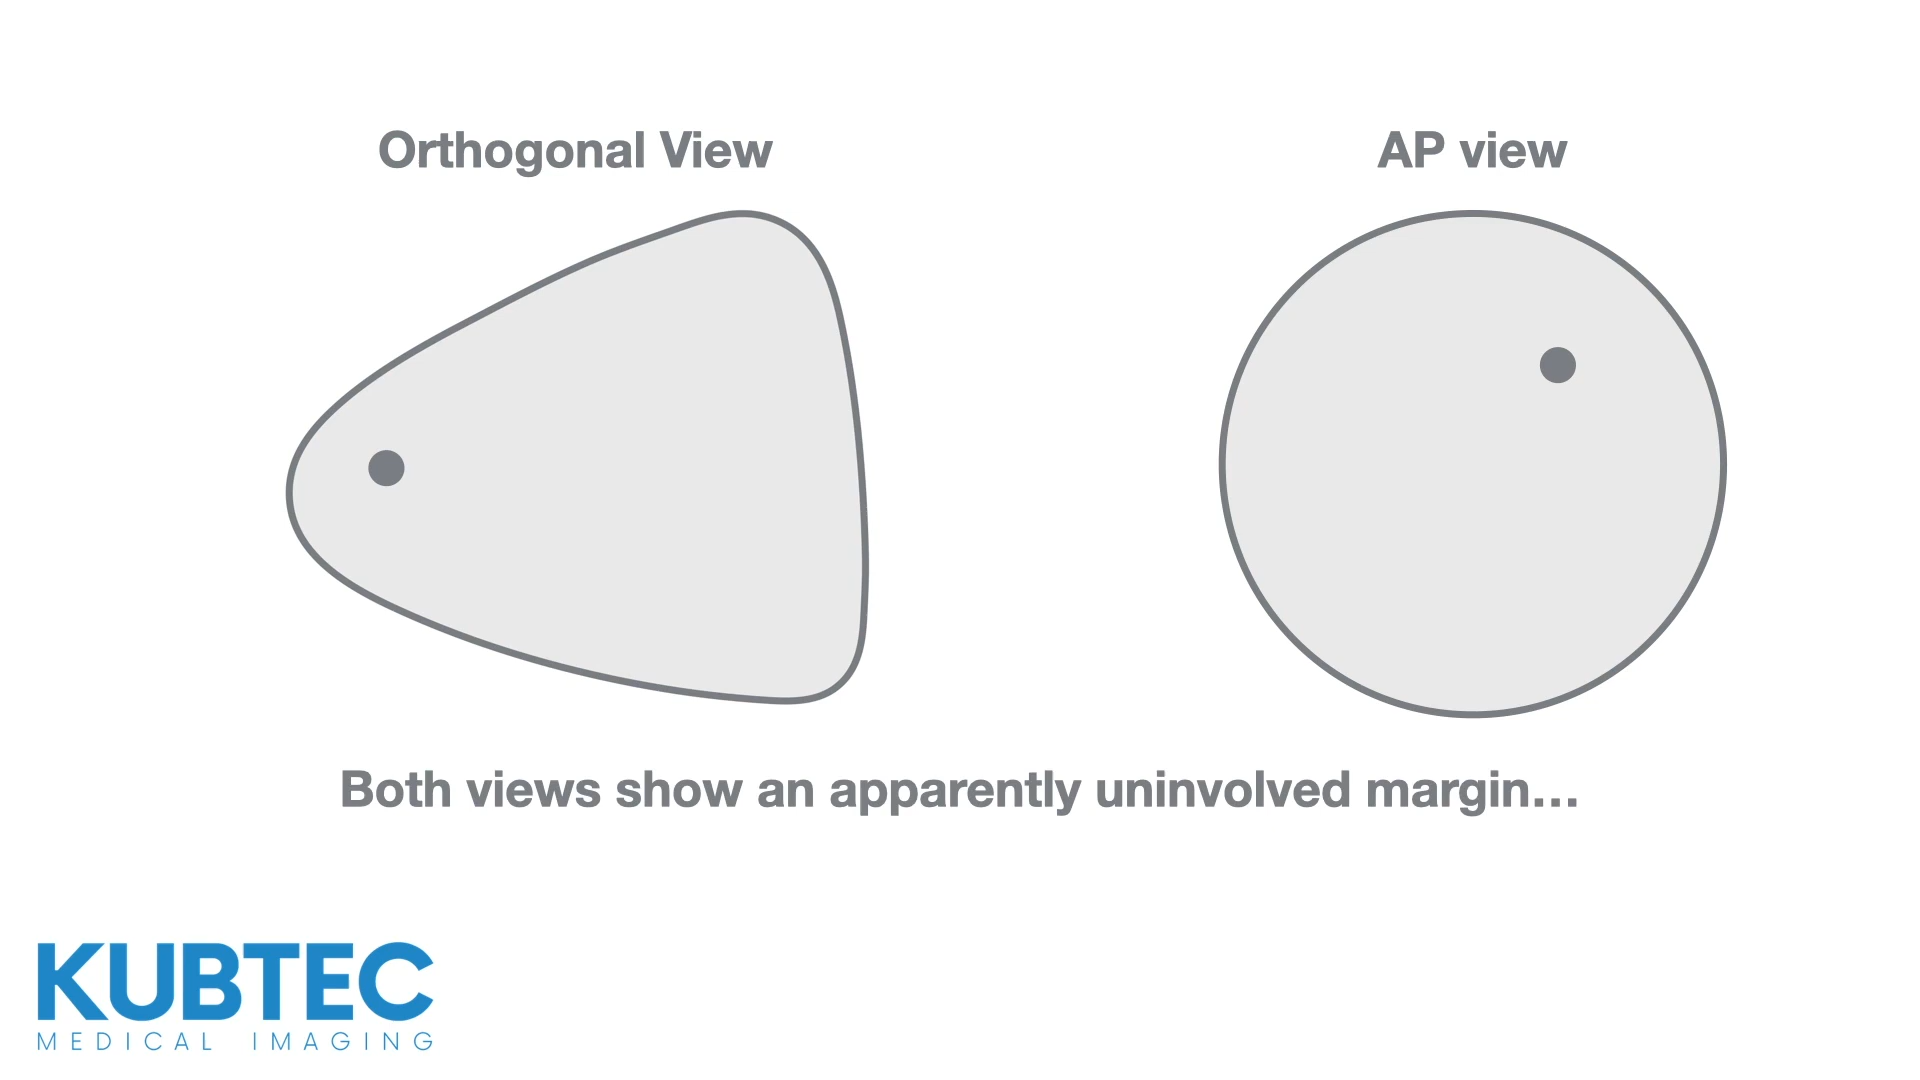 Orthogonal View
AP view
Both views show an apparently uninvolved margin...
KUBTEC
MEDICAL IMAGING